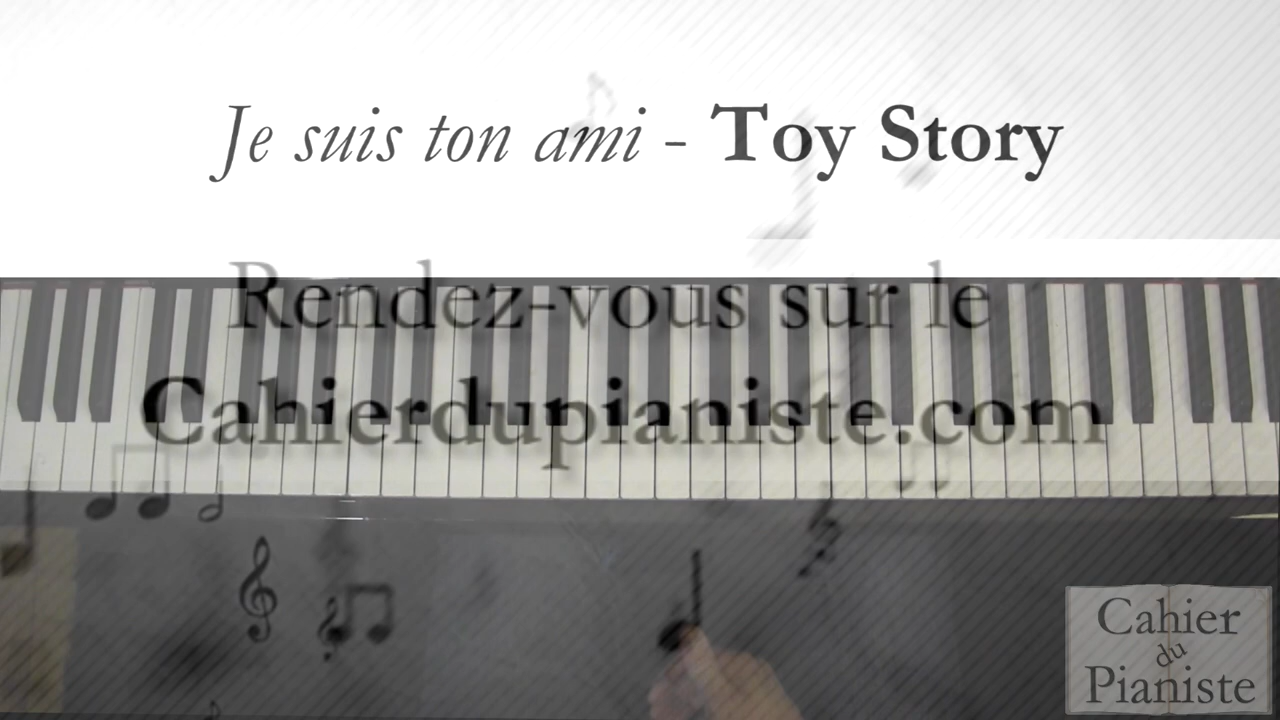 Je suis ton ami - Toy Story
Rendez-vous sur le
Cahierdupianiste.com
Cahier
du
Pianiste